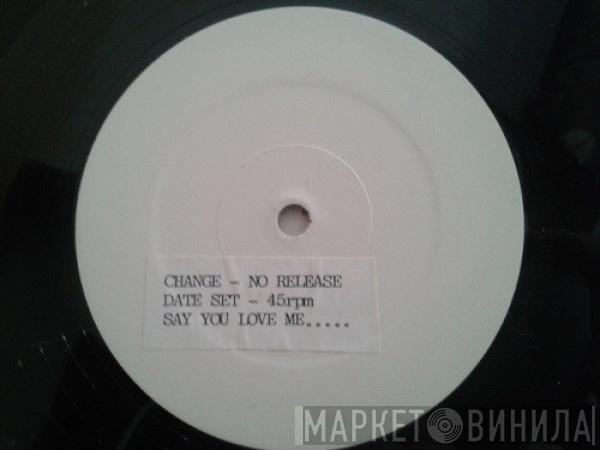 CHANGE - NO RELEASE
DATE SET - 45rpm
SAY YOU LOVE ME.....
МАРКЕТ ВИНИЛА